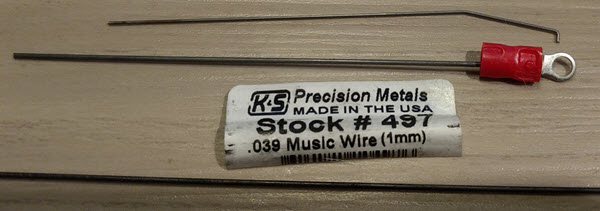 K&S Precision Metals
MADE IN THE USA
Stock # 497
.039 Music Wire (1mm)